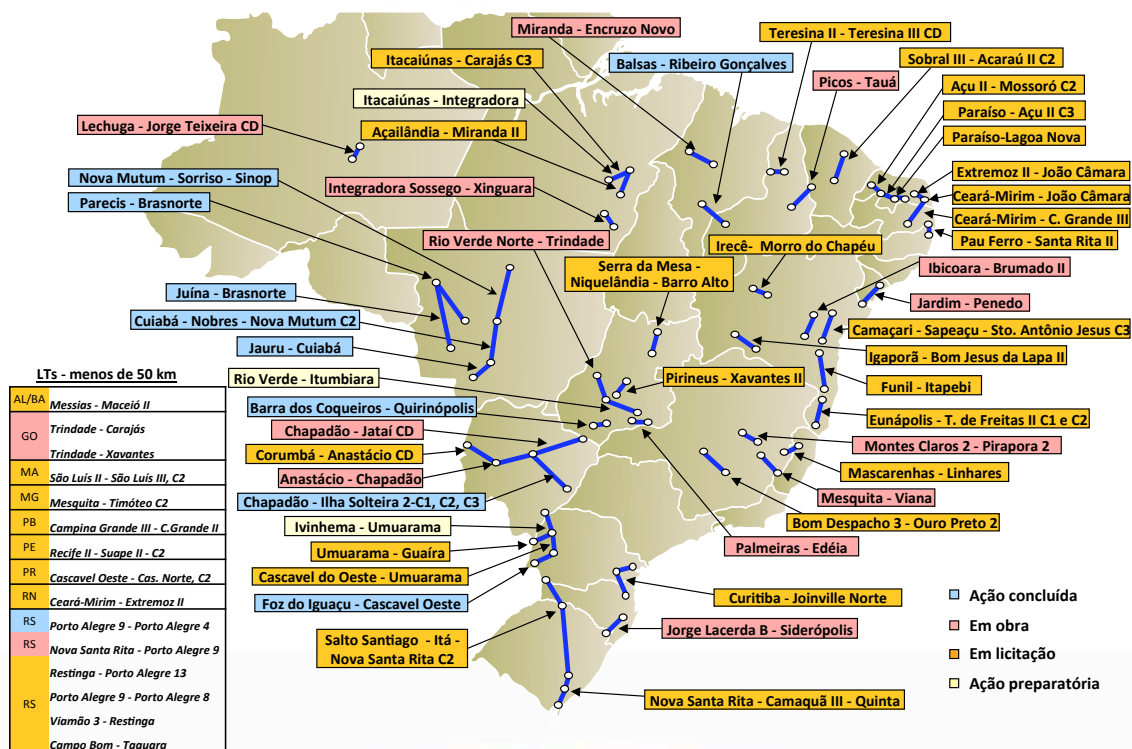 Miranda - Encruzo Novo
Teresina II - Teresina III CD
Itacaiúnas - Carajás C3
Balsas - Ribeiro Gonçalves
Sobral III - Acaraú II C2
Picos - Tauá
Açu II - Mossoró C2
Itacaiúnas - Integradora
Paraíso - Açu II C3
Lechuga - Jorge Teixeira CD
Açailândia - Miranda II
Paraíso-Lagoa Nova
Nova Mutum - Sorriso - Sinop
Extremoz II - João Câmara
Integradora Sossego - Xinguara
Ceará-Mirim - João Câmara
Parecis - Brasnorte
Ceará-Mirim - C. Grande III
Rio Verde Norte - Trindade
Irecê- Morro do Chapéu
Pau Ferro - Santa Rita II
Serra da Mesa -
Niquelândia - Barro Alto
Ibicoara - Brumado II
Juína - Brasnorte
Jardim - Penedo
Cuiabá - Nobres - Nova Mutum C2
Camaçari - Sapeaçu - Sto. Antônio Jesus C3
Jauru - Cuiabá
Igaporã - Bom Jesus da Lapa II
Rio Verde - Itumbiara
Pirineus - Xavantes II
Funil - Itapebi
Barra dos Coqueiros - Quirinópolis
Eunápolis - T. de Freitas II C1 e C2
Chapadão - Jataí CD
Montes Claros 2 - Pirapora 2
Corumbá - Anastácio CD
Mascarenhas - Linhares
Anastácio - Chapadão
Mesquita - Viana
Chapadão - Ilha Solteira 2-C1, C2, C3
Bom Despacho 3 - Ouro Preto 2
Ivinhema - Umuarama
Palmeiras - Edéia
Umuarama - Guaíra
Cascavel do Oeste - Umuarama
Curitiba - Joinville Norte
Foz do Iguaçu - Cascavel Oeste
Jorge Lacerda B - Siderópolis
Salto Santiago - Itá -
Nova Santa Rita C2
Nova Santa Rita - Camaquã III - Quinta
LTs - menos de 50 km
AL/BA Messias - Maceió II
GO Trindade - Carajás
Trindade - Xavantes
MA São Luís II - São Luís III, C2
MG Mesquita - Timóteo C2
PB Campina Grande III - C.Grande II
PE Recife II - Suape II - C2
PR Cascavel Oeste - Cas. Norte, C2
RN Ceará-Mirim - Extremoz II
RS Porto Alegre 9 - Porto Alegre 4
RS Nova Santa Rita - Porto Alegre 9
Restinga - Porto Alegre 13
Porto Alegre 9 - Porto Alegre 8
RS Viamão 3 - Restinga
Campo Bom - Taquara
Ação concluída
Em obra
Em licitação
Ação preparatória